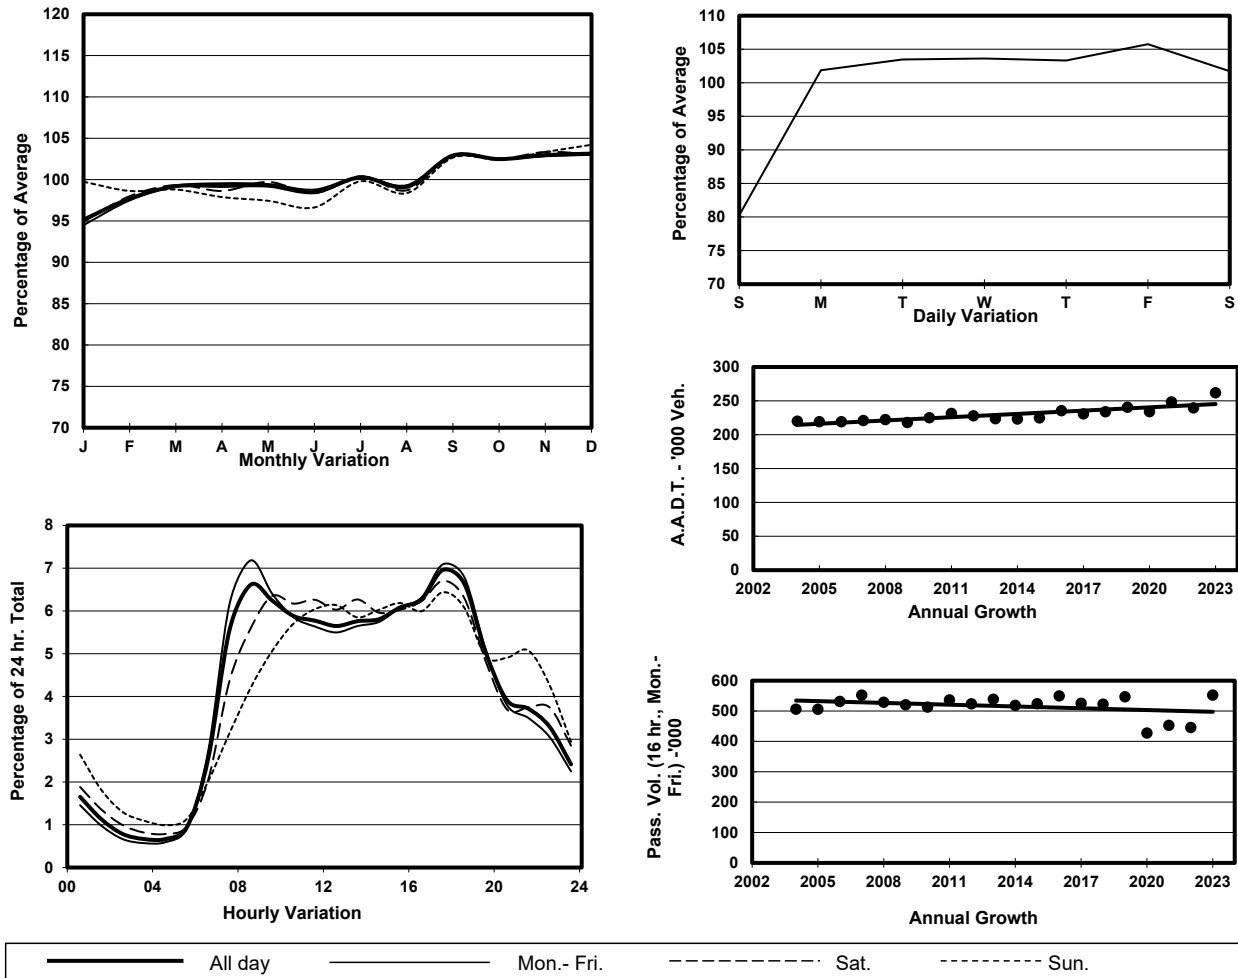 120
115
110
105
100
95
90
85
80
75
70
Percentage of Average
J F M A M J J A S O N D
Monthly Variation
110
105
100
95
90
85
80
75
70
Percentage of Average
S M T W T F S
Daily Variation
300
250
200
150
100
50
0
A.A.D.T. - '000 Veh.
2002 2005 2008 2011 2014 2017 2020 2023
Annual Growth
8
7
6
5
4
3
2
1
0
Percentage of 24 hr. Total
00 04 08 12 16 20 24
Hourly Variation
600
500
400
300
200
100
0
Pass. Vol. (16 hr., Mon.-
Fri.) -'000
2002 2005 2008 2011 2014 2017 2020 2023
Annual Growth
All day Mon.- Fri. Sat. Sun.